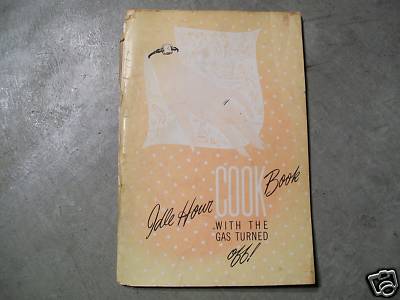 Idle Hour COOK Book
WITH THE
GAS TURNED
off!